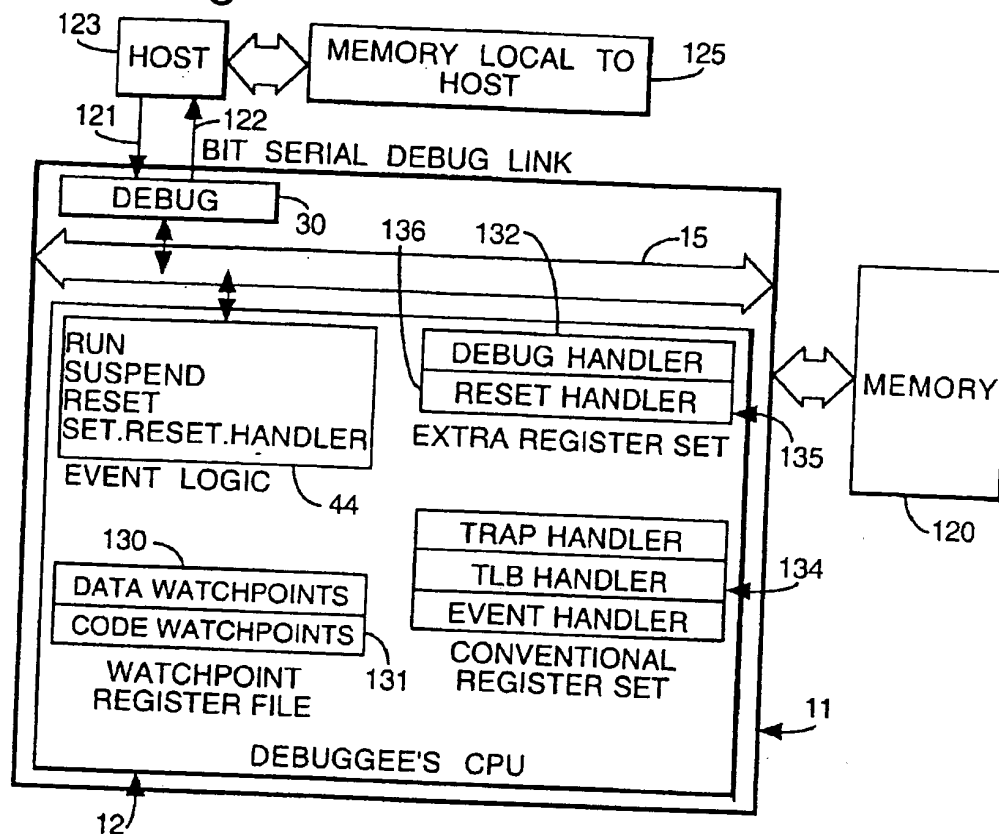 123
HOST
MEMORY LOCAL TO
HOST
125
121
122
BIT SERIAL DEBUG LINK
DEBUG
30
136
132
15
RUN
SUSPEND
RESET
SET.RESET.HANDLER
EVENT LOGIC
44
DEBUG HANDLER
RESET HANDLER
EXTRA REGISTER SET
135
MEMORY
120
130
DATA WATCHPOINTS
CODE WATCHPOINTS
131
WATCHPOINT
REGISTER FILE
TRAP HANDLER
TLB HANDLER
EVENT HANDLER
134
CONVENTIONAL
REGISTER SET
11
DEBUGGEE'S CPU
12